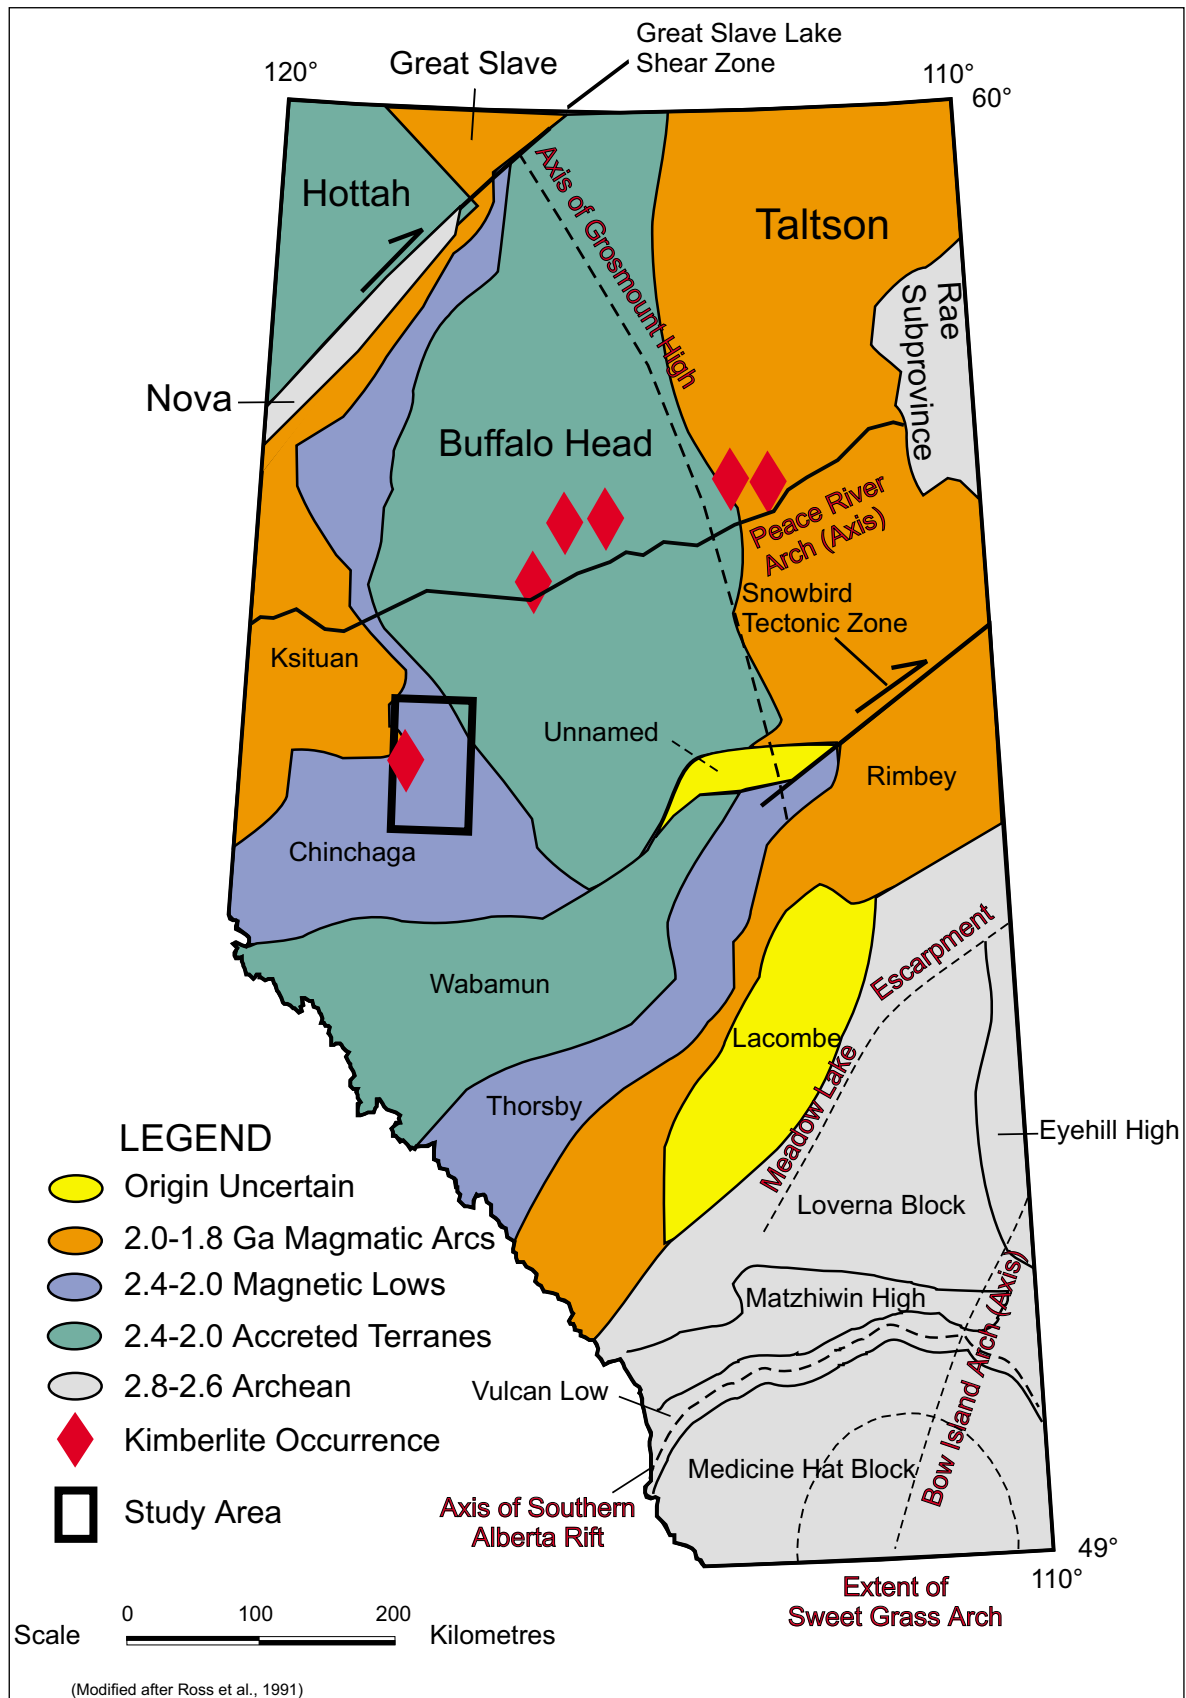 Great Slave Lake
Shear Zone
120°
Great Slave
110°
60°
Hottah
Axis of Grosmount High
Taltson
Rae
Subprovince
Nova
Buffalo Head
Peace River
Arch (Axis)
Snowbird
Tectonic Zone
Ksituan
Unnamed
Rimbey
Chinchaga
Escarpment
Wabamun
Lacombe
Meadow Lake
Thorsby
Eyehill High
Loverna Block
Matzhiwin High
Bow Island Arch (Axis)
Vulcan Low
Medicine Hat Block
Axis of Southern
Alberta Rift
49°
110°
Extent of
Sweet Grass Arch
LEGEND
Origin Uncertain
2.0-1.8 Ga Magmatic Arcs
2.4-2.0 Magnetic Lows
2.4-2.0 Accreted Terranes
2.8-2.6 Archean
Kimberlite Occurrence
Study Area
0 100 200
Scale Kilometres
(Modified after Ross et al., 1991)